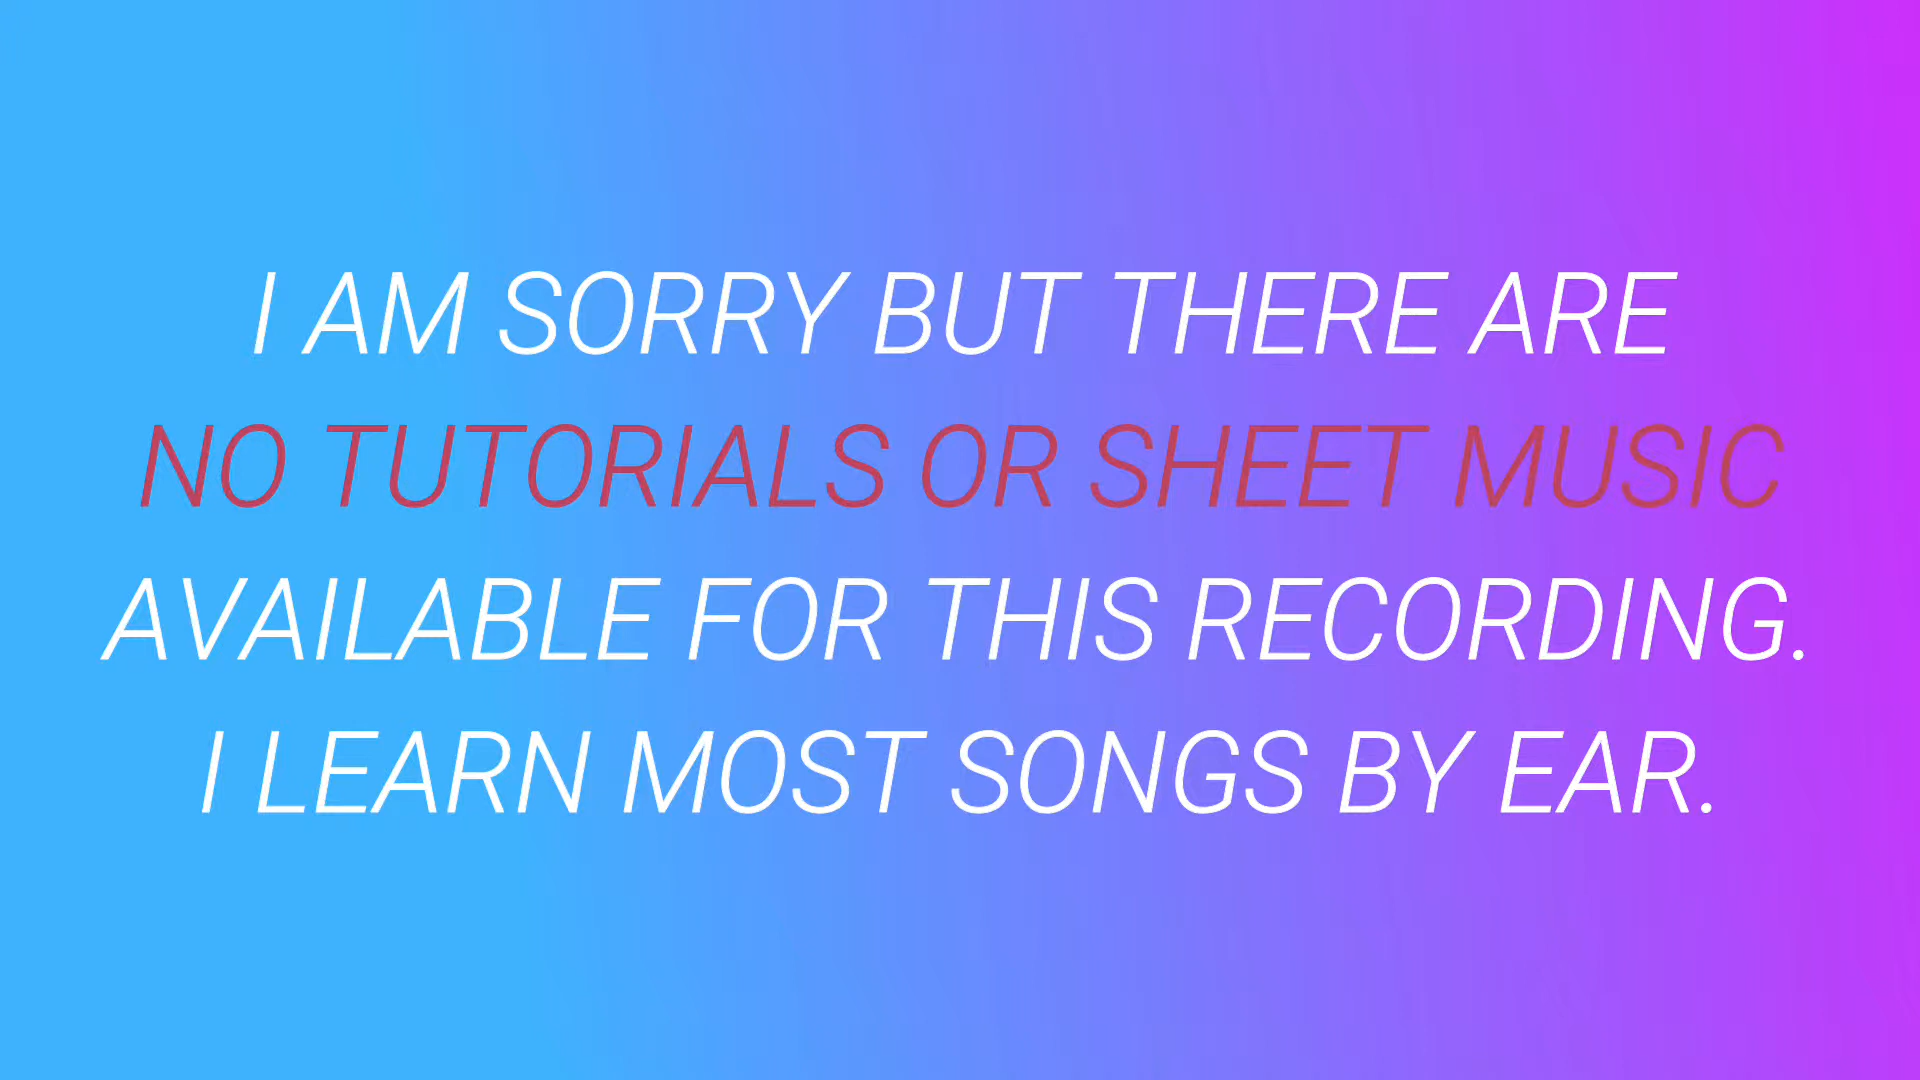 I AM SORRY BUT THERE ARE
NO TUTORIALS OR SHEET MUSIC
AVAILABLE FOR THIS RECORDING.
I LEARN MOST SONGS BY EAR.